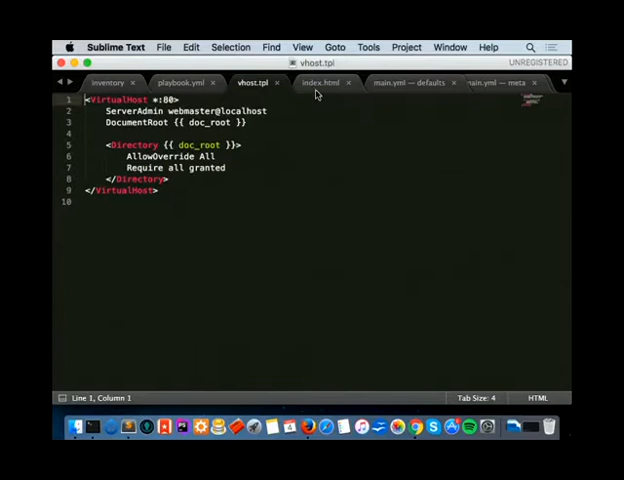 Sublime Text File Edit Selection Find View Goto Tools Project Window Help
vhost.tpl UNREGISTERED
inventory playbook.yml vhost.tpl index.html main.yml — defaults main.yml — meta
1 <VirtualHost *:80>
2 ServerAdmin webmaster@localhost
3 DocumentRoot {{ doc_root }}
4
5 <Directory {{ doc_root }}>
6 AllowOverride All
7 Require all granted
8 </Directory>
9 </VirtualHost>
10
Line 1, Column 1 Tab Size: 4 HTML